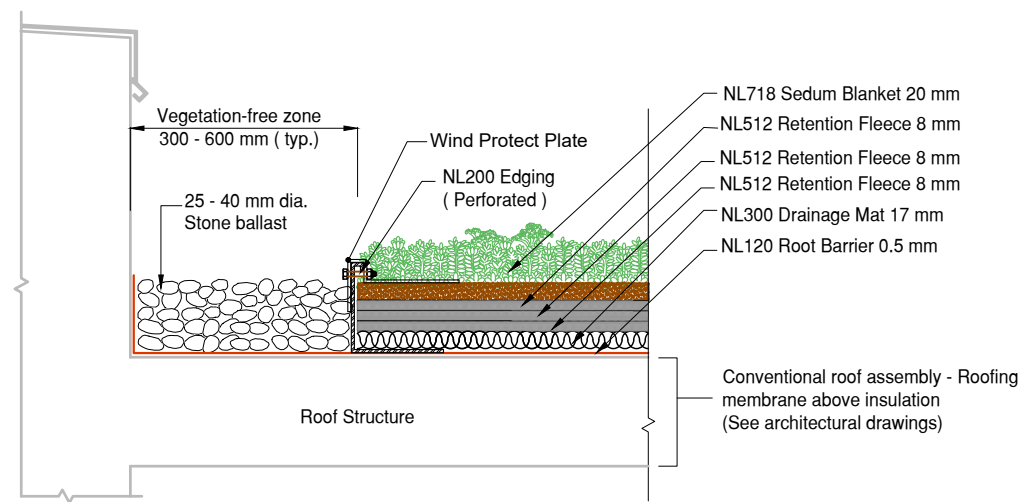 NL718 Sedum Blanket 20 mm
NL512 Retention Fleece 8 mm
NL512 Retention Fleece 8 mm
NL512 Retention Fleece 8 mm
NL300 Drainage Mat 17 mm
NL120 Root Barrier 0.5 mm
Vegetation-free zone
300 - 600 mm ( typ.)
Wind Protect Plate
NL200 Edging
( Perforated )
25 - 40 mm dia.
Stone ballast
Conventional roof assembly - Roofing
membrane above insulation
(See architectural drawings)
Roof Structure